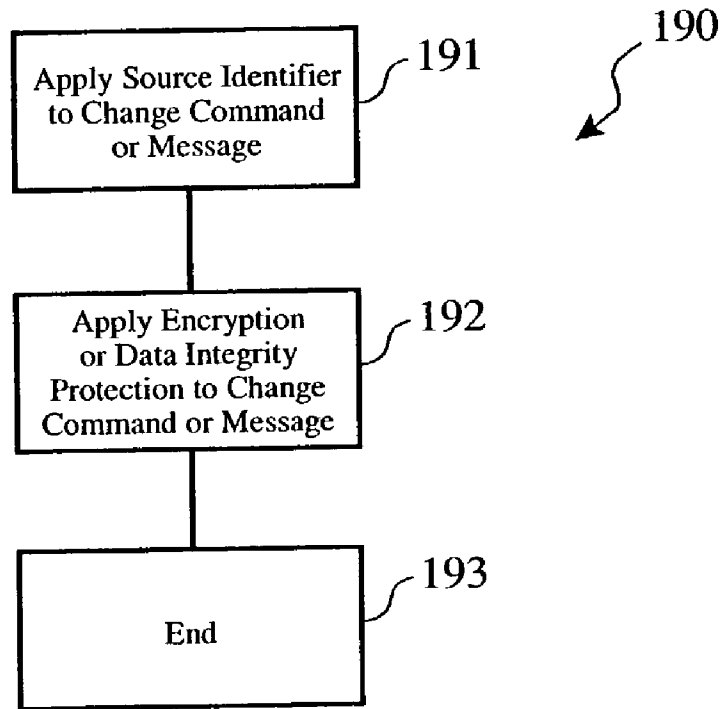 190
Apply Source Identifier
to Change Command
or Message
191
Apply Encryption
or Data Integrity
Protection to Change
Command or Message
192
End
193